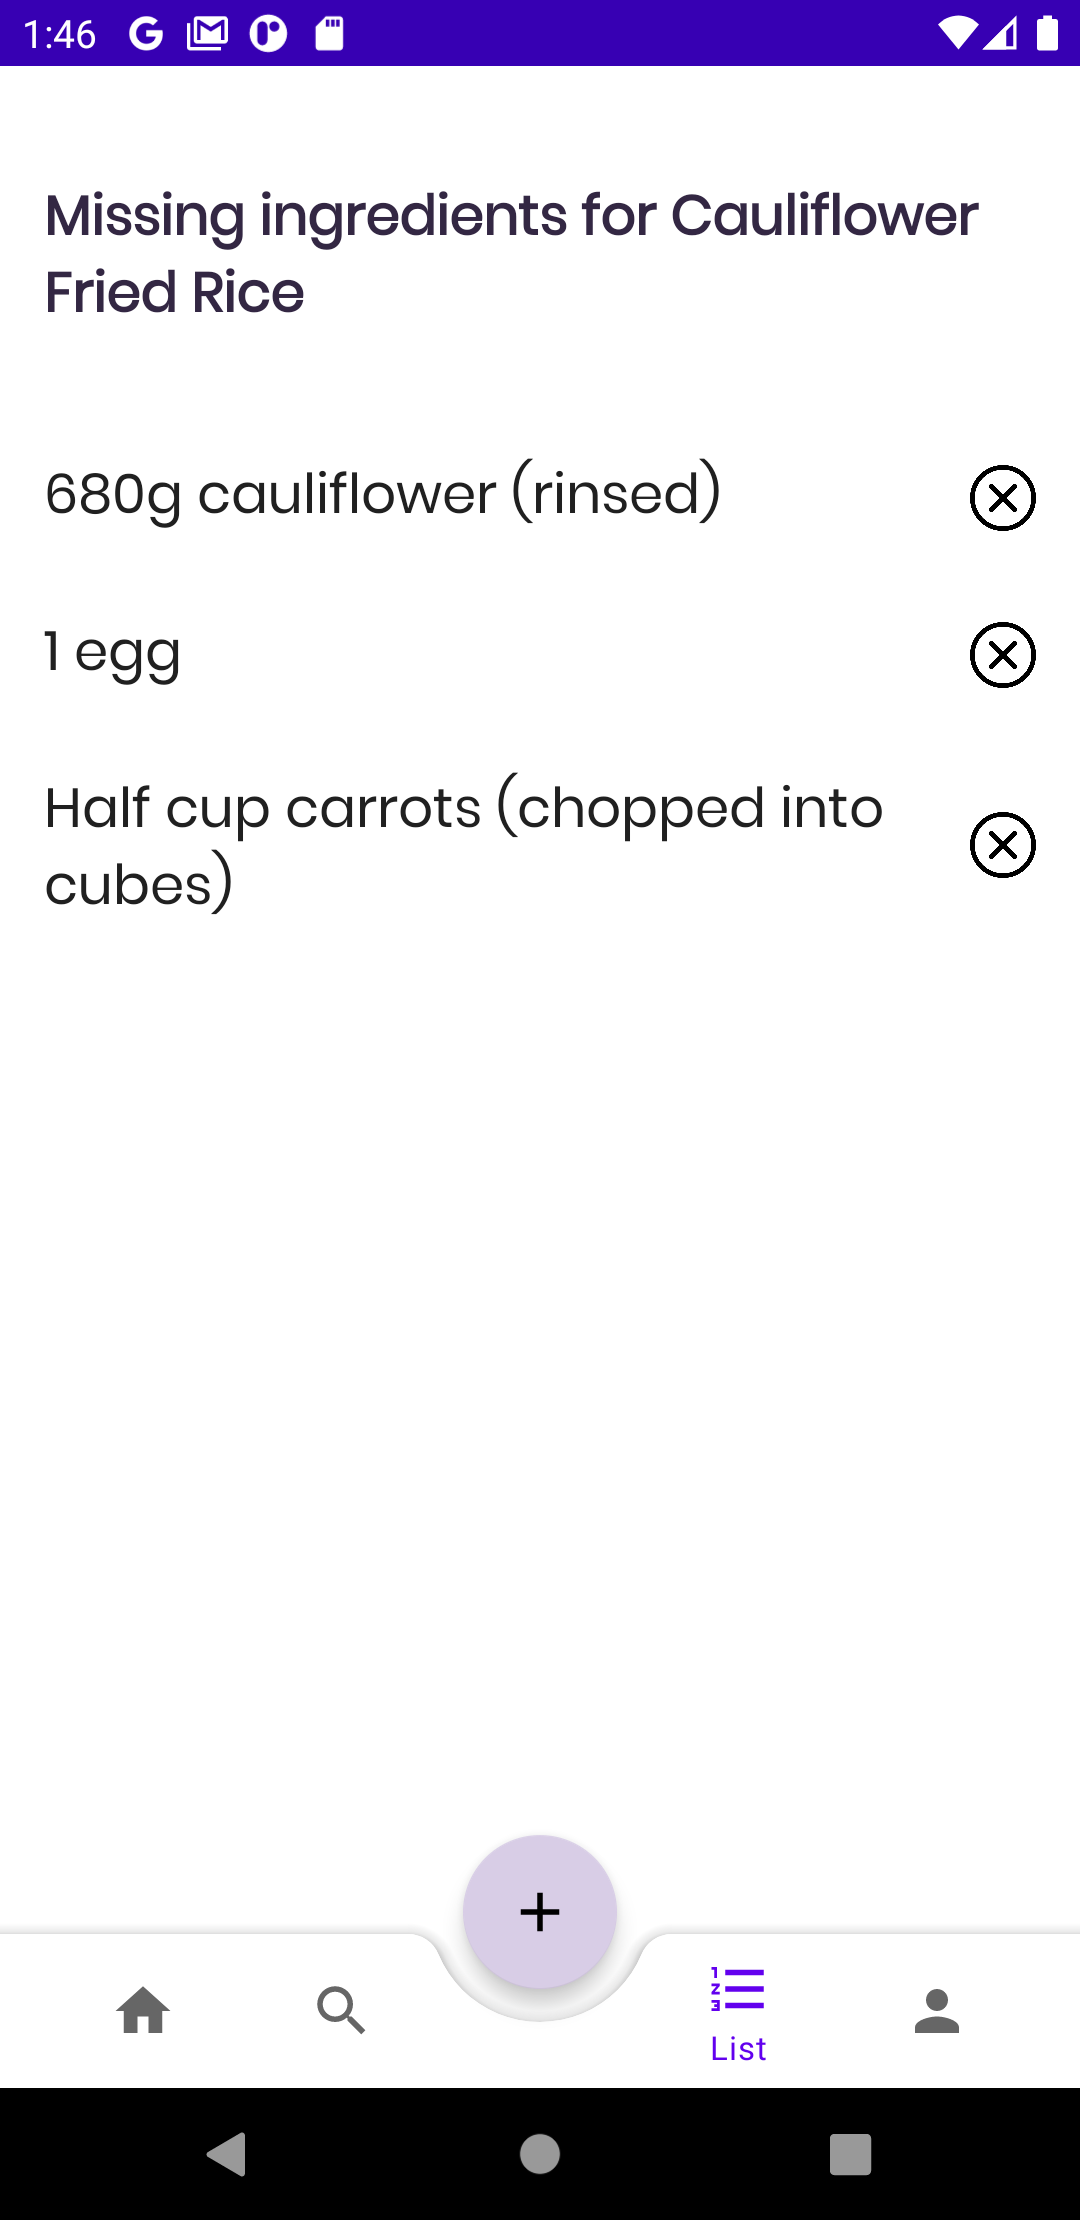 1:46
Missing ingredients for Cauliflower
Fried Rice
680g cauliflower (rinsed)
1 egg
Half cup carrots (chopped into
cubes)
List